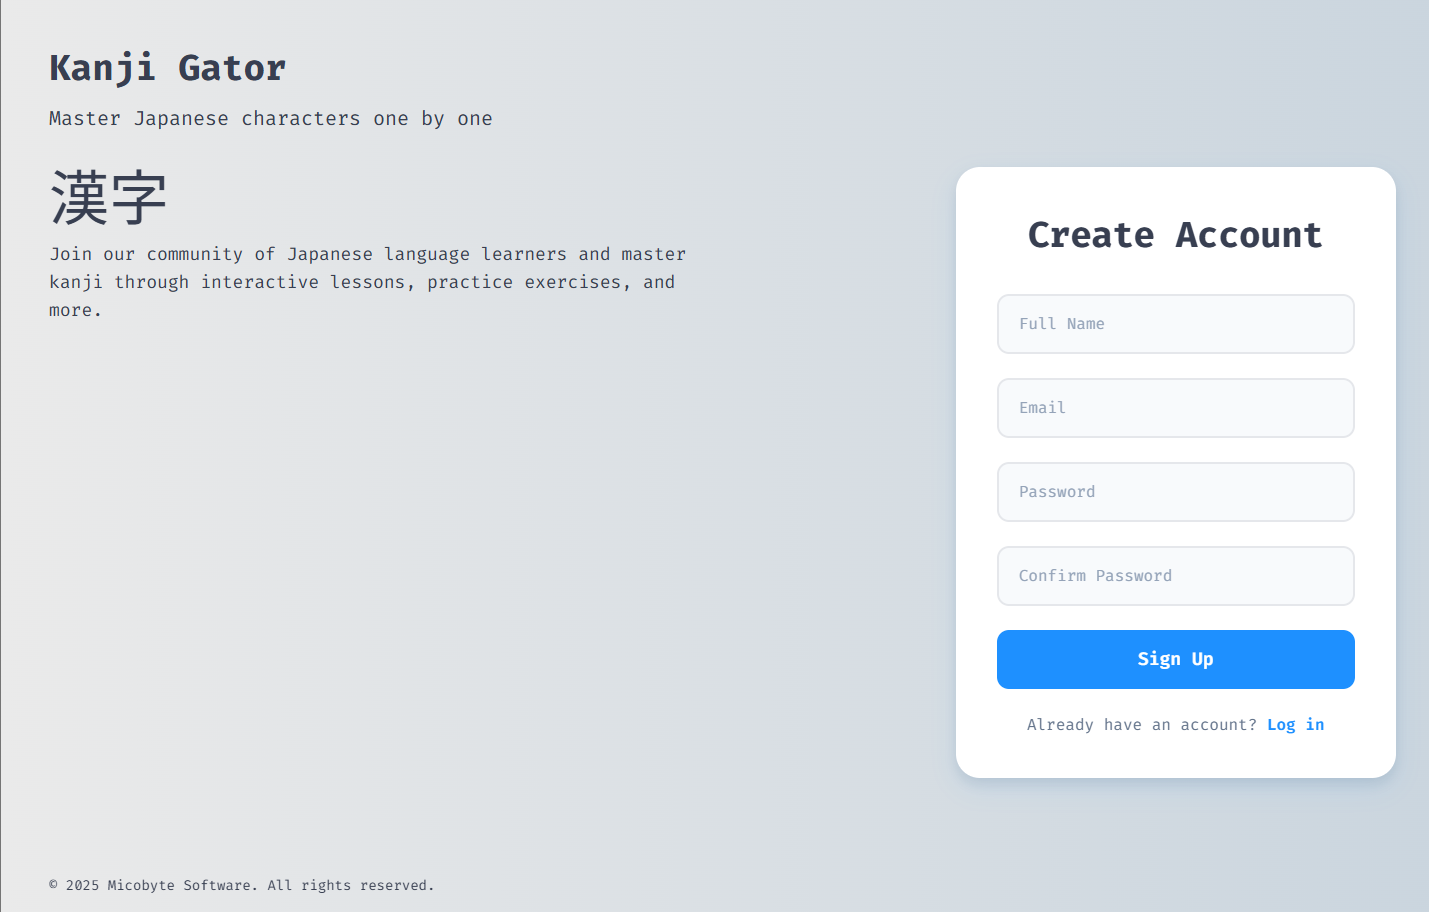 Kanji Gator
Master Japanese characters one by one
漢字
Join our community of Japanese language learners and master
kanji through interactive lessons, practice exercises, and
more.
Create Account
Full Name
Email
Password
Confirm Password
Sign Up
Already have an account? Log in
© 2025 Micobyte Software. All rights reserved.